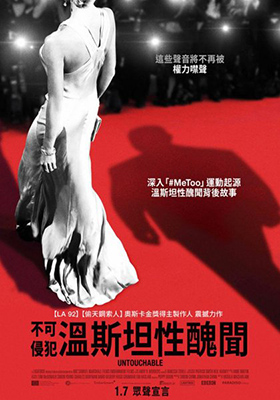 這些聲音將不再被
權力噤聲
深入「#MeToo」運動起源
溫斯坦性醜聞背後故事
【LA 92】【偷天鋼索人】奧斯卡金獎得主製作人 震撼力作
不可
侵犯
溫斯坦性醜聞
UNTOUCHABLE
1.7 眾聲宣言